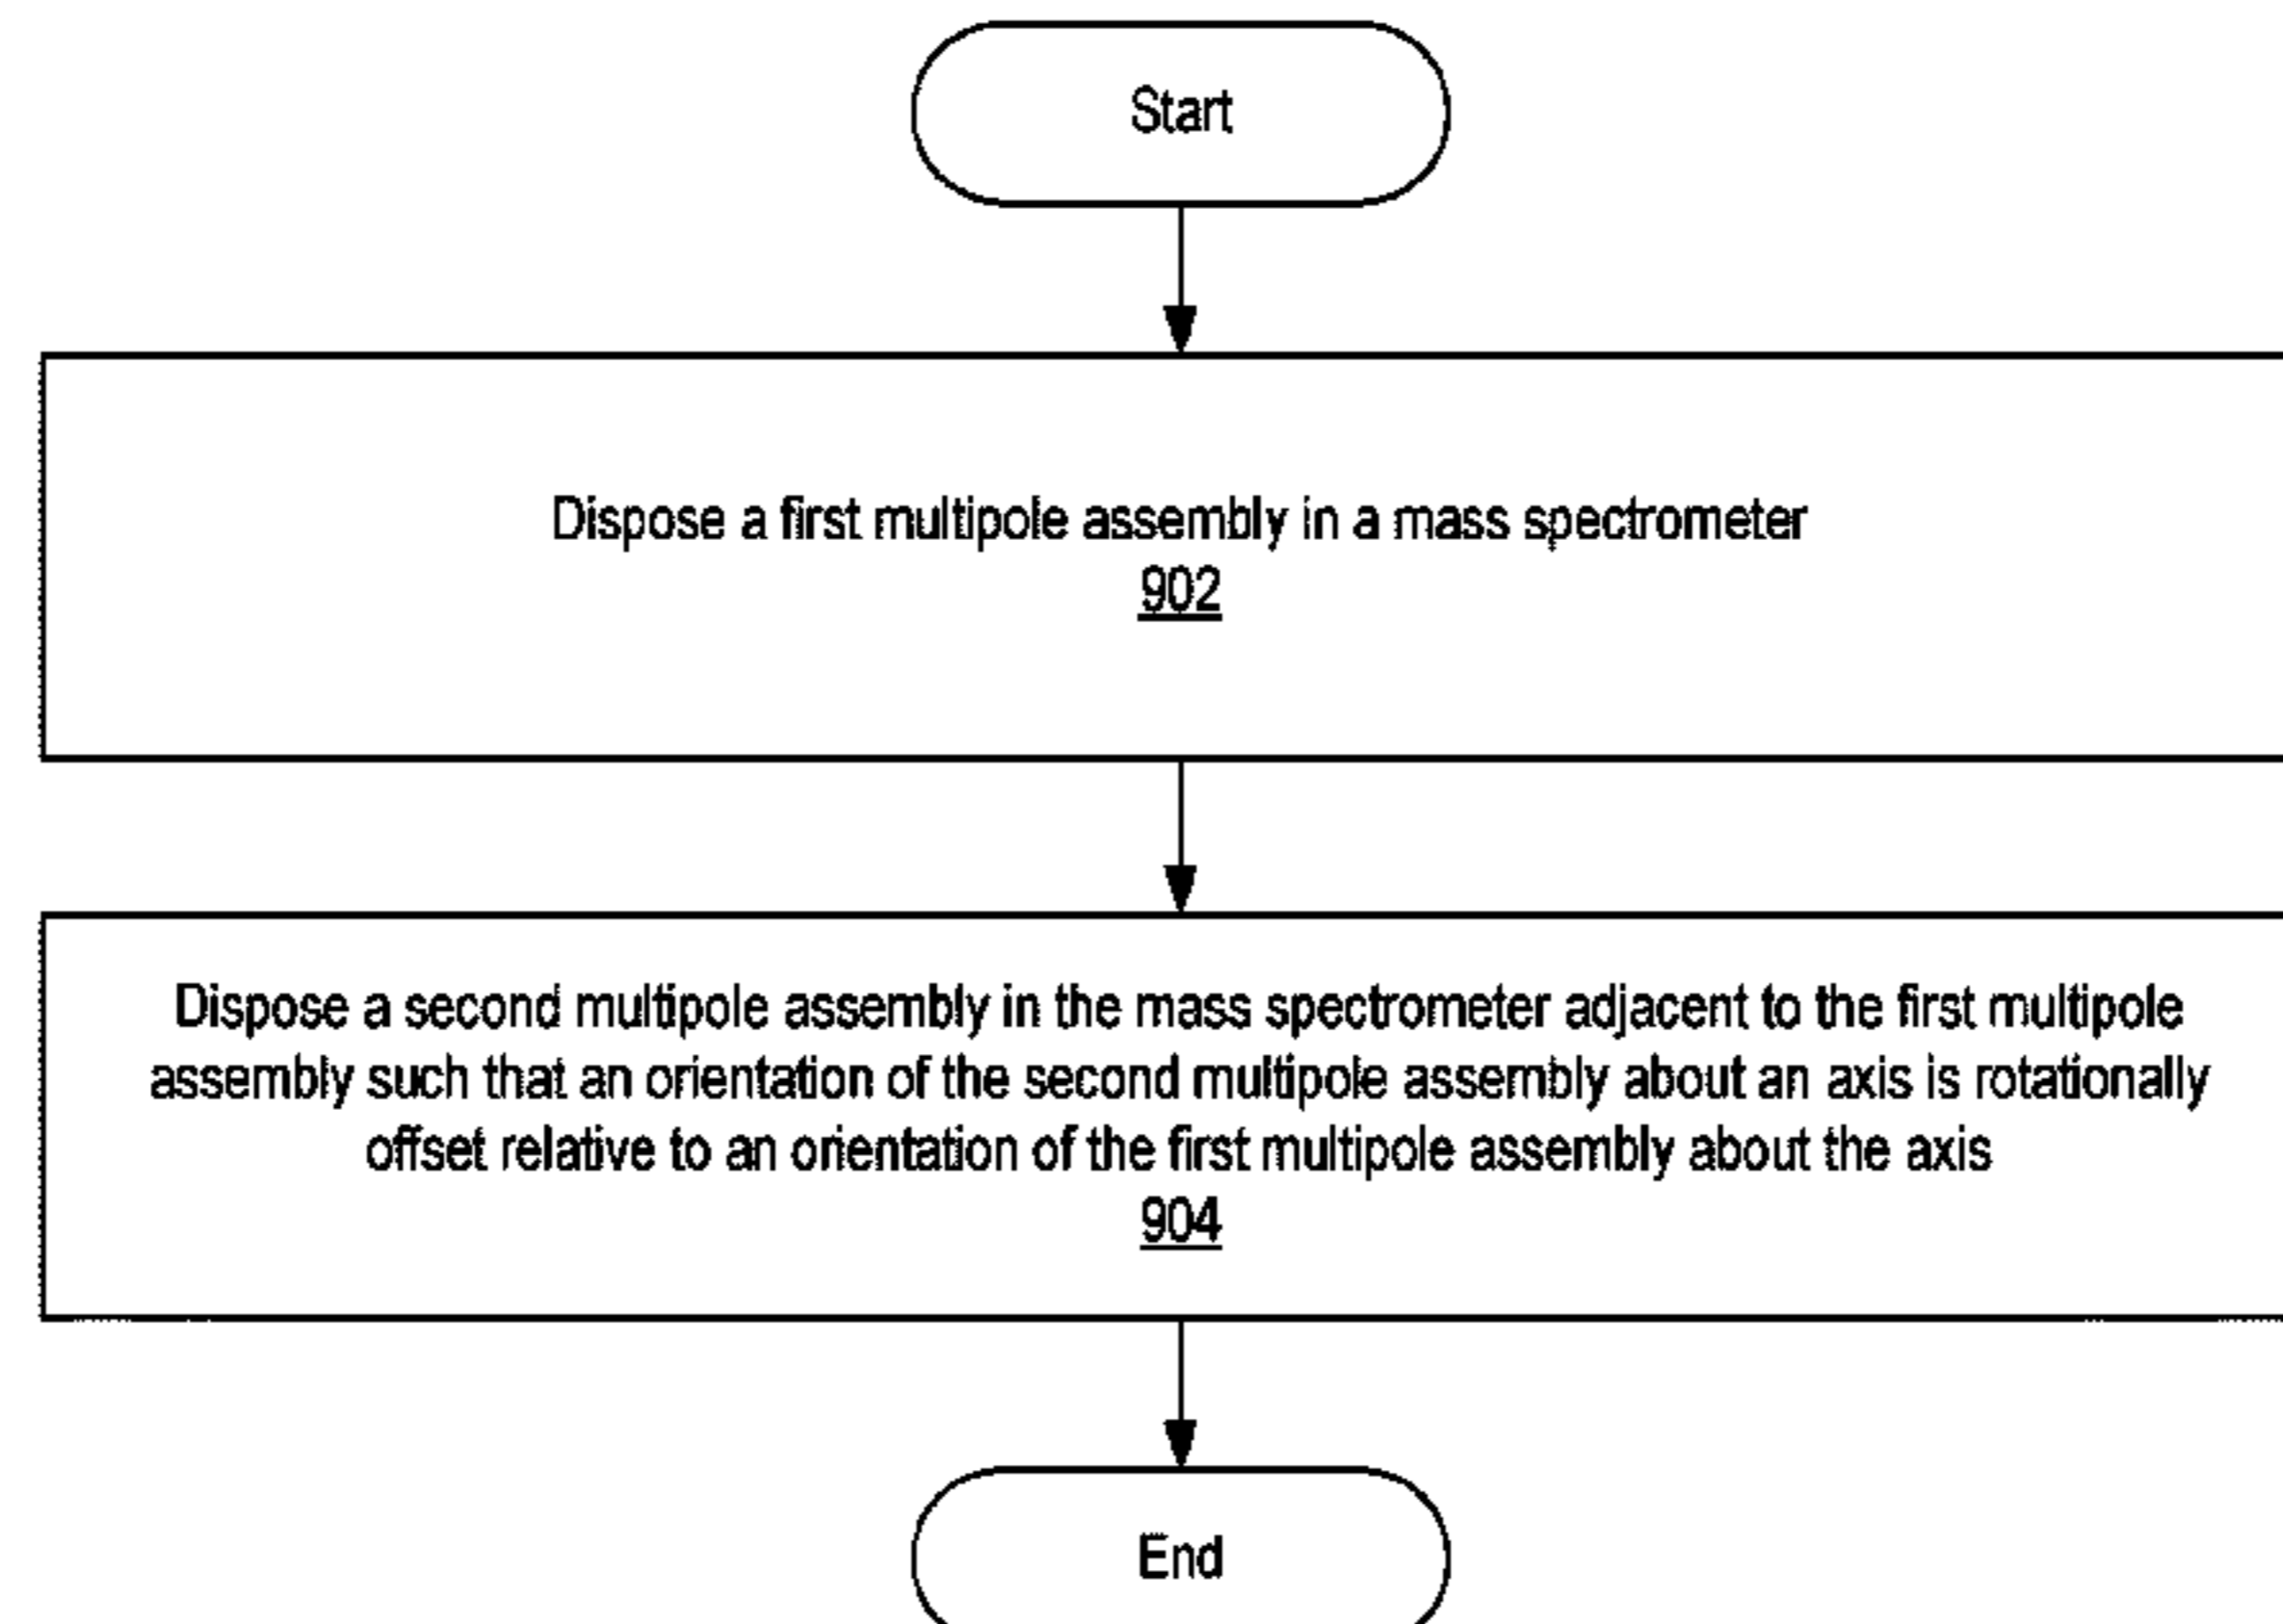 Start
Dispose a first multipole assembly in a mass spectrometer
902
Dispose a second multipole assembly in the mass spectrometer adjacent to the first multipole
assembly such that an orientation of the second multipole assembly about an axis is rotationally
offset relative to an orientation of the first multipole assembly about the axis
904
End